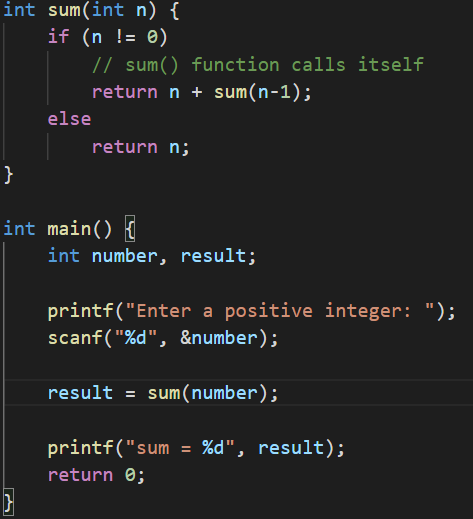 int sum(int n) {
    if (n != 0)
        // sum() function calls itself
        return n + sum(n-1);
    else
        return n;
}

int main() {
    int number, result;

    printf("Enter a positive integer: ");
    scanf("%d", &number);

    result = sum(number);

    printf("sum = %d", result);
    return 0;
}